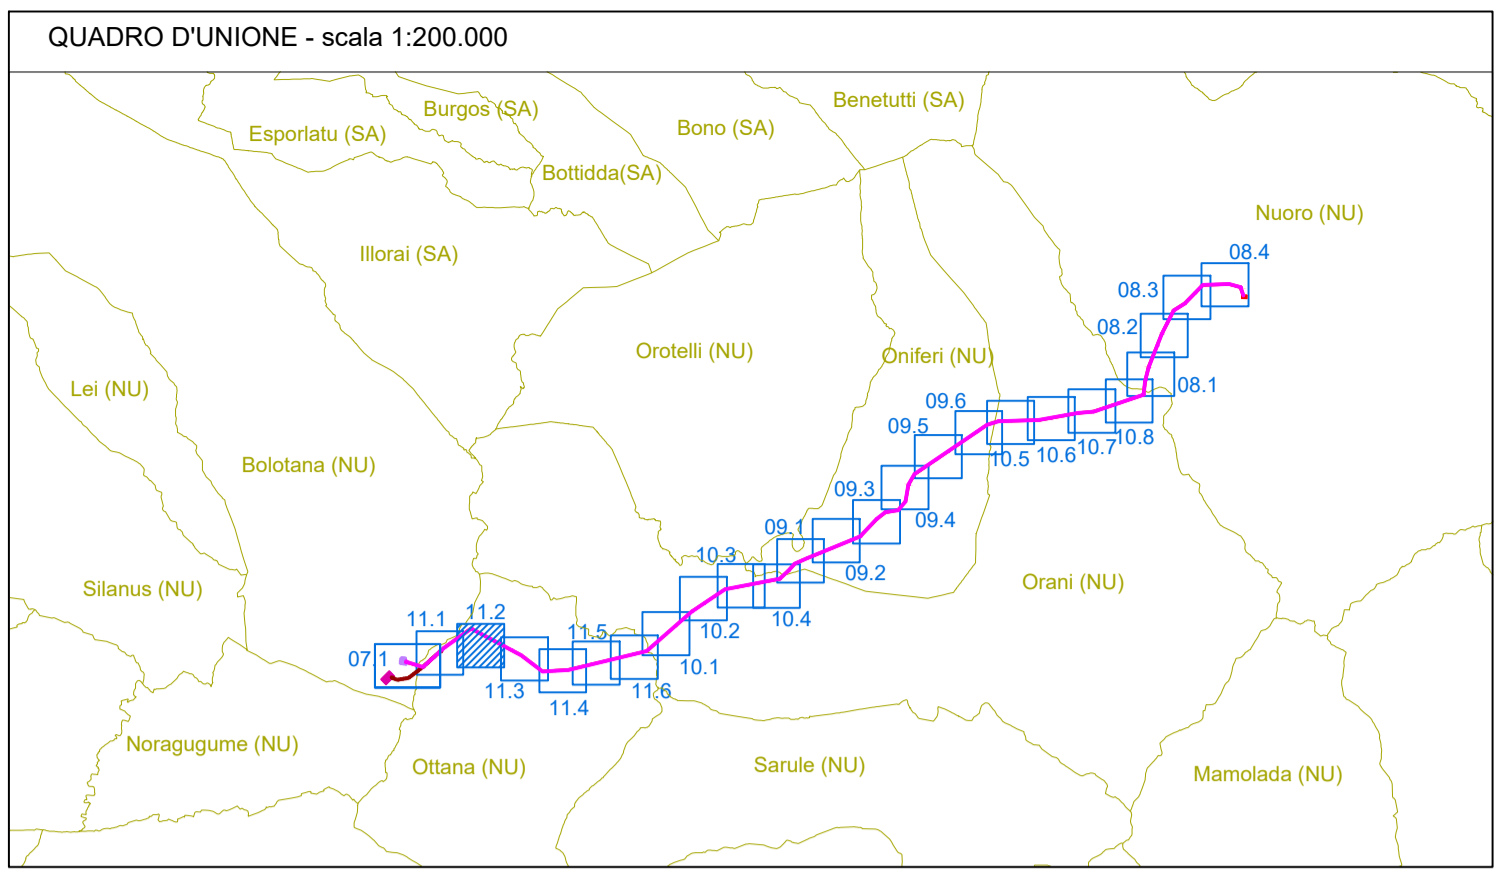 QUADRO D'UNIONE - scala 1:200.000
Benetutti (SA)
Burgos (SA)
Bono (SA)
Esporlatu (SA)
Bottidda(SA)
Nuoro (NU)
Illorai (SA)
08.4
08.3
08.2
Orotelli (NU)
Oniferi (NU)
Lei (NU)
08.1
09.6
09.5
10.8
10.7
10.6
10.5
Bolotana (NU)
09.3
09.4
09.1
10.3
09.2
Silanus (NU)
Orani (NU)
11.1
11.2
10.4
11.5
10.2
07.1
10.1
11.3
11.6
11.4
Noragugume (NU)
Ottana (NU)
Sarule (NU)
Mamolada (NU)